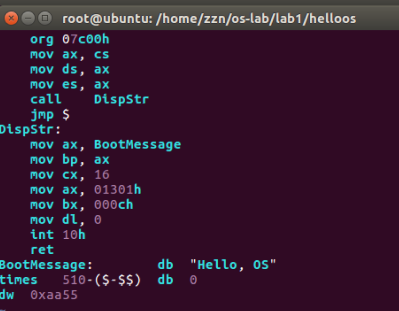 root@ubuntu: /home/zzn/os-lab/lab1/helloos
org 07c00h
mov ax, cs
mov ds, ax
mov es, ax
call    DispStr
jmp $
DispStr:
mov ax, BootMessage
mov bp, ax
mov cx, 16
mov ax, 01301h
mov bx, 000ch
mov dl, 0
int 10h
ret
BootMessage:        db  "Hello, OS"
times   510-($-$$)  db  0
dw  0xaa55